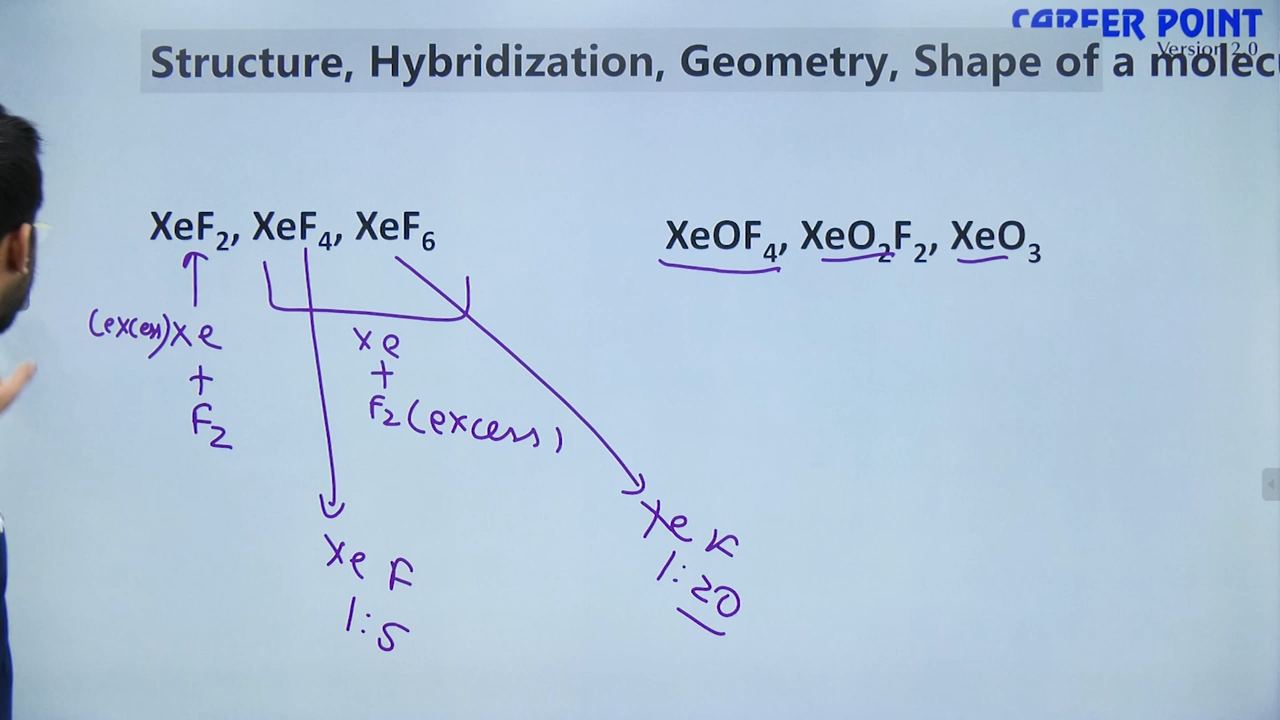 CAREER POINT
Version 2.0
Structure, Hybridization, Geometry, Shape of a molecu
XeF₂, XeF₄, XeF₆
XeOF₄, XeO₂F₂, XeO₃
(excess)Xe
+
F₂
Xe
+
F₂(excess)
Xe F
1:5
Xe F
1:20